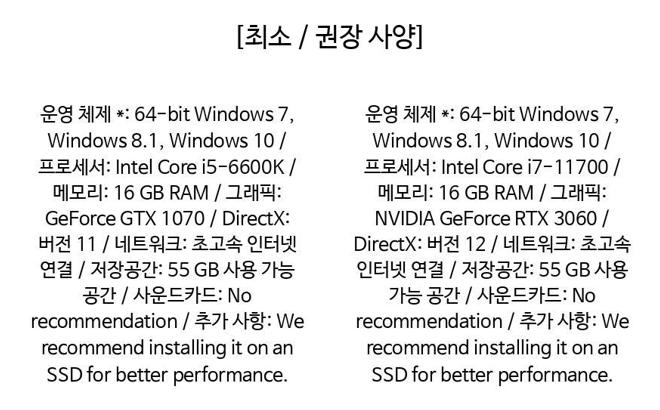 [최소 / 권장 사양]
운영 체제 *: 64-bit Windows 7,
Windows 8.1, Windows 10 /
프로세서: Intel Core i5-6600K /
메모리: 16 GB RAM / 그래픽:
GeForce GTX 1070 / DirectX:
버전 11 / 네트워크: 초고속 인터넷
연결 / 저장공간: 55 GB 사용 가능
공간 / 사운드카드: No
recommendation / 추가 사항: We
recommend installing it on an
SSD for better performance.
운영 체제 *: 64-bit Windows 7,
Windows 8.1, Windows 10 /
프로세서: Intel Core i7-11700 /
메모리: 16 GB RAM / 그래픽:
NVIDIA GeForce RTX 3060 /
DirectX: 버전 12 / 네트워크: 초고속
인터넷 연결 / 저장공간: 55 GB 사용
가능 공간 / 사운드카드: No
recommendation / 추가 사항: We
recommend installing it on an
SSD for better performance.